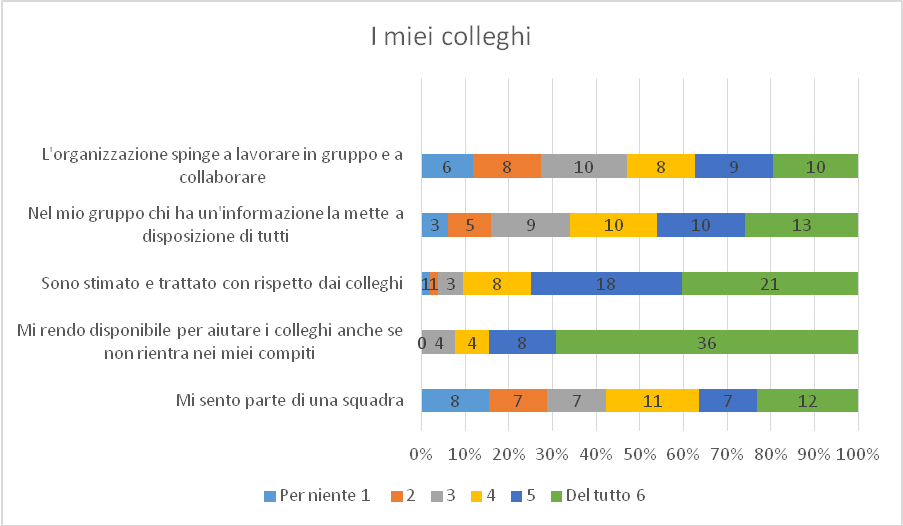 I miei colleghi
L'organizzazione spinge a lavorare in gruppo e a
collaborare
6 8 10 8 9 10
Nel mio gruppo chi ha un'informazione la mette a
disposizione di tutti
3 5 9 10 10 13
Sono stimato e trattato con rispetto dai colleghi
1 1 3 8 18 21
Mi rendo disponibile per aiutare i colleghi anche se
non rientra nei miei compiti
0 4 4 8 36
Mi sento parte di una squadra
8 7 7 11 7 12
0% 10% 20% 30% 40% 50% 60% 70% 80% 90% 100%
Per niente 1 2 3 4 5 Del tutto 6